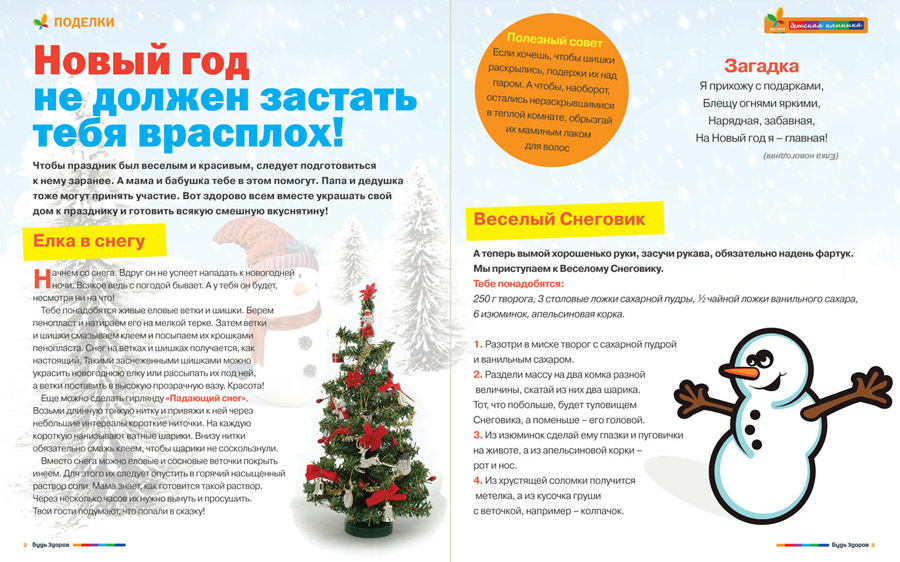 ПОДЕЛКИ
Новый год
не должен застать
тебя врасплох!
Чтобы праздник был веселым и красивым, следует подготовиться
к нему заранее. А мама и бабушка тебе в этом помогут. Папа и дедушка
тоже могут принять участие. Вот здорово всем вместе украшать свой
дом к празднику и готовить всякую смешную вкуснятину!
Елка в снегу
Начнем со снега. Вдруг он не успеет нападать к новогодней
ночи. Всякое ведь с погодой бывает. А у тебя он будет,
несмотря ни на что!
Тебе понадобятся живые еловые ветки и шишки. Берем
пенопласт и натираем его на мелкой терке. Затем ветки
и шишки смазываем клеем и посыпаем их крошками
пенопласта. Снег на ветках и шишках получается, как
настоящий. Такими заснеженными шишками можно
украсить новогоднюю елку или рассыпать их под ней,
а ветки поставить в высокую прозрачную вазу. Красота!
Еще можно сделать гирлянду «Падающий снег».
Возьми длинную тонкую нитку и привяжи к ней через
небольшие интервалы короткие ниточки. На каждую
короткую нанизывают ватные шарики. Внизу нитки
обязательно смажь клеем, чтобы шарики не соскользнули.
Вместо снега можно еловые и сосновые веточки покрыть
инеем. Для этого их следует опустить в горячий насыщенный
раствор соли. Мама знает, как готовится такой раствор.
Через несколько часов их нужно вынуть и просушить.
Твои гости подумают, что попали в сказку!
2 Будь Здоров
детская клиника
Полезный совет
Если хочешь, чтобы шишки
раскрылись, подержи их над
паром. А чтобы, наоборот,
остались нераскрывшимися
в теплой комнате, обрызгай
их маминым лаком
для волос
Загадка
Я прихожу с подарками,
Блещу огнями яркими,
Нарядная, забавная,
На Новый год я – главная!
(Елка новогодняя)
Веселый Снеговик
А теперь вымой хорошенько руки, засучи рукава, обязательно надень фартук.
Мы приступаем к Веселому Снеговику.
Тебе понадобятся:
250 г творога, 3 столовые ложки сахарной пудры, ½ чайной ложки ванильного сахара,
6 изюминок, апельсиновая корка.
1. Разотри в миске творог с сахарной пудрой
и ванильным сахаром.
2. Раздели массу на два комка разной
величины, скатай из них два шарика.
Тот, что побольше, будет туловищем
Снеговика, а поменьше – его головой.
3. Из изюминок сделай ему глазки и пуговички
на животе, а из апельсиновой корки –
рот и нос.
4. Из хрустящей соломки получится
метелка, а из кусочка груши
с веточкой, например – колпачок.
Будь Здоров 3